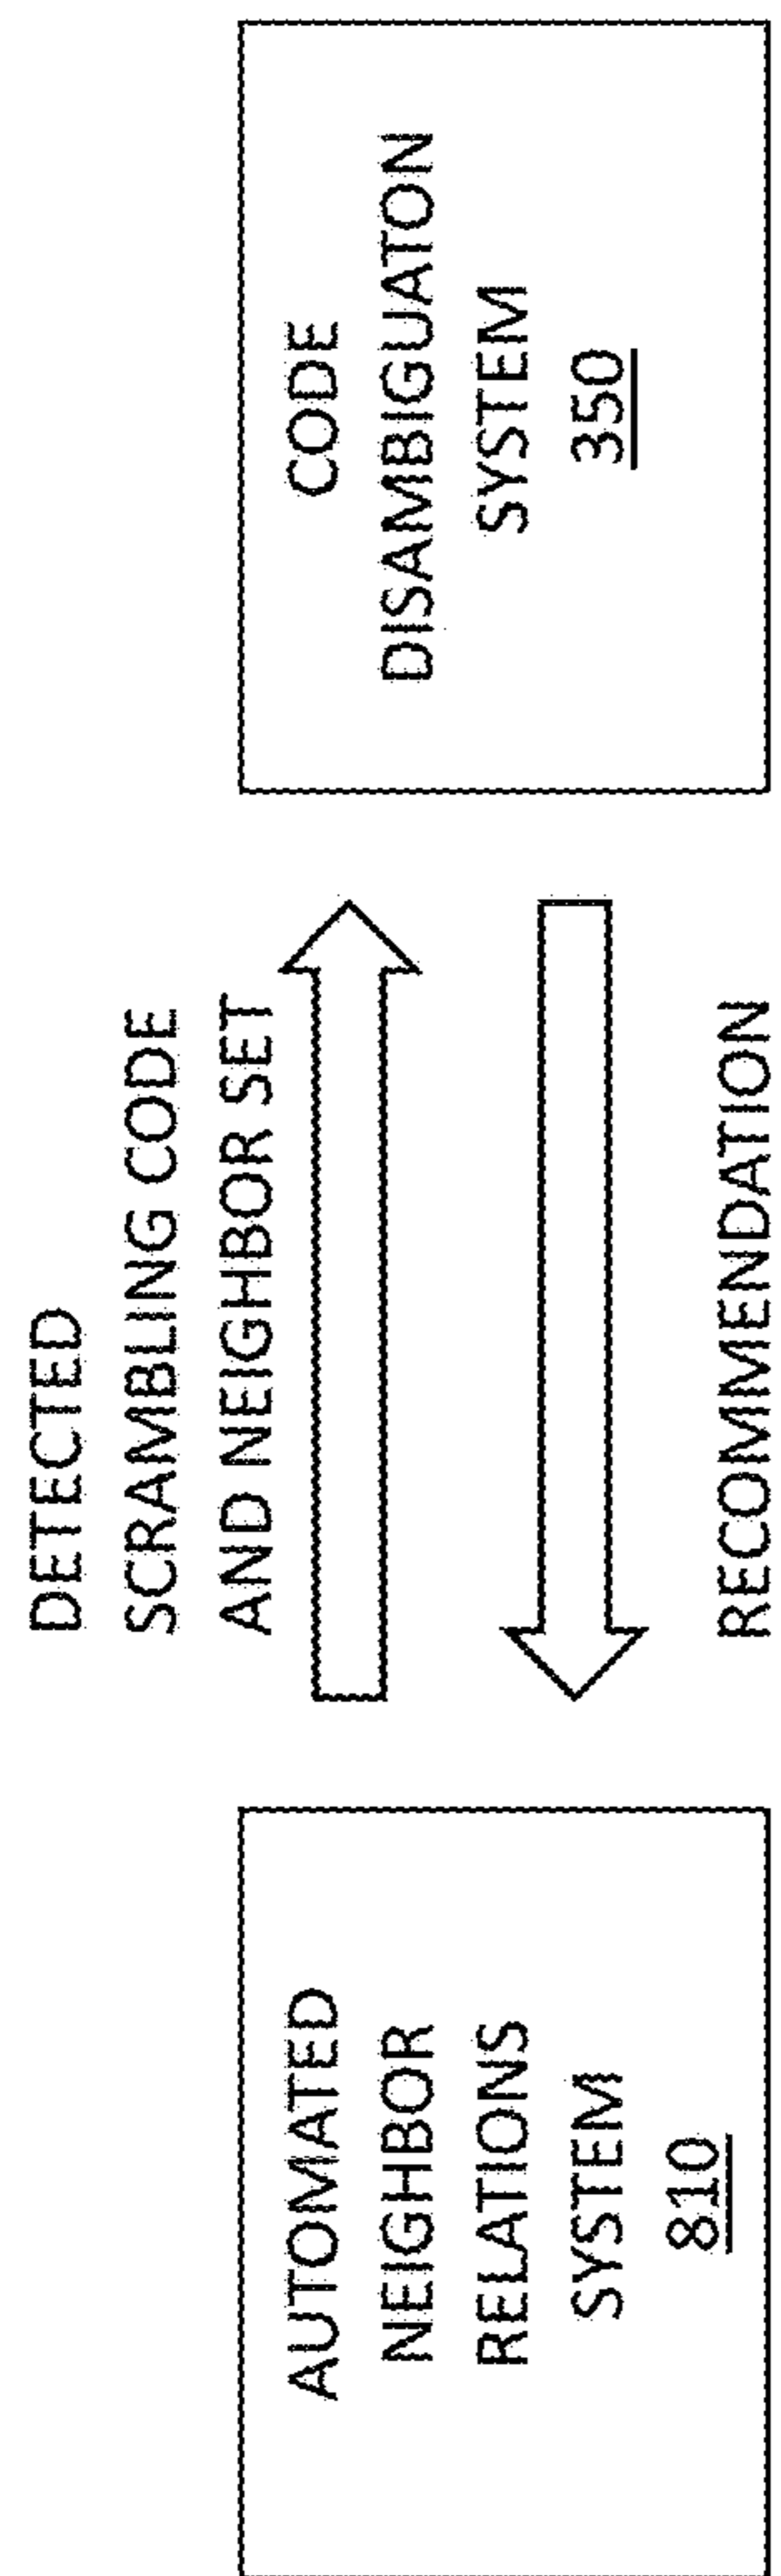 AUTOMATED
NEIGHBOR
RELATIONS
SYSTEM
810
DETECTED
SCRAMBLING CODE
AND NEIGHBOR SET
RECOMMENDATION
CODE
DISAMBIGUATON
SYSTEM
350